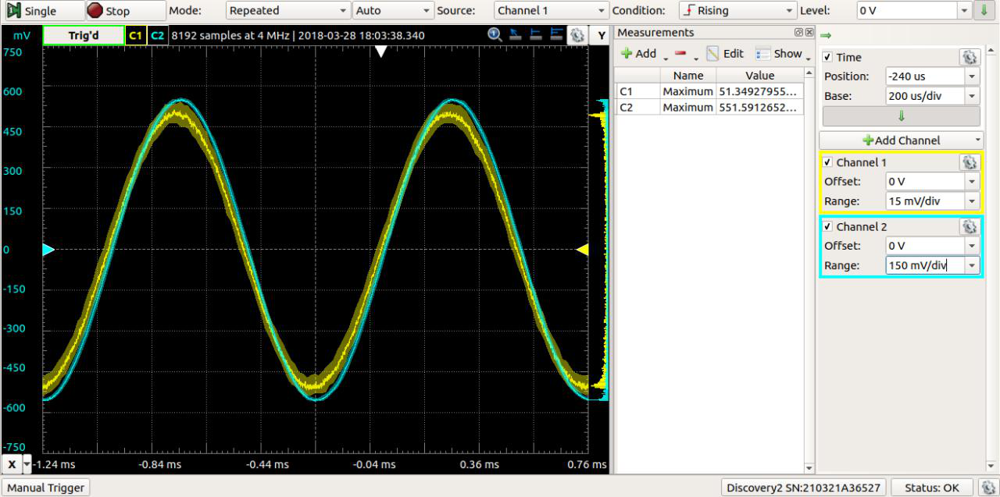 Single Stop Mode: Repeated Auto Source: Channel 1 Condition: Rising Level: 0 V
mV Trig'd C1 C2 8192 samples at 4 MHz | 2018-03-28 18:03:38.340 Y
750
600
450
300
150
0
-150
-300
-450
-600
-750
X -1.24 ms -0.84 ms -0.44 ms -0.04 ms 0.36 ms 0.76 ms
Measurements
Add Edit Show
Name Value
C1 Maximum 51.34927955...
C2 Maximum 551.5912652...
Time
Position: -240 us
Base: 200 us/div
Add Channel
Channel 1
Offset: 0 V
Range: 15 mV/div
Channel 2
Offset: 0 V
Range: 150 mV/div
Manual Trigger Discovery2 SN:210321A36527 Status: OK